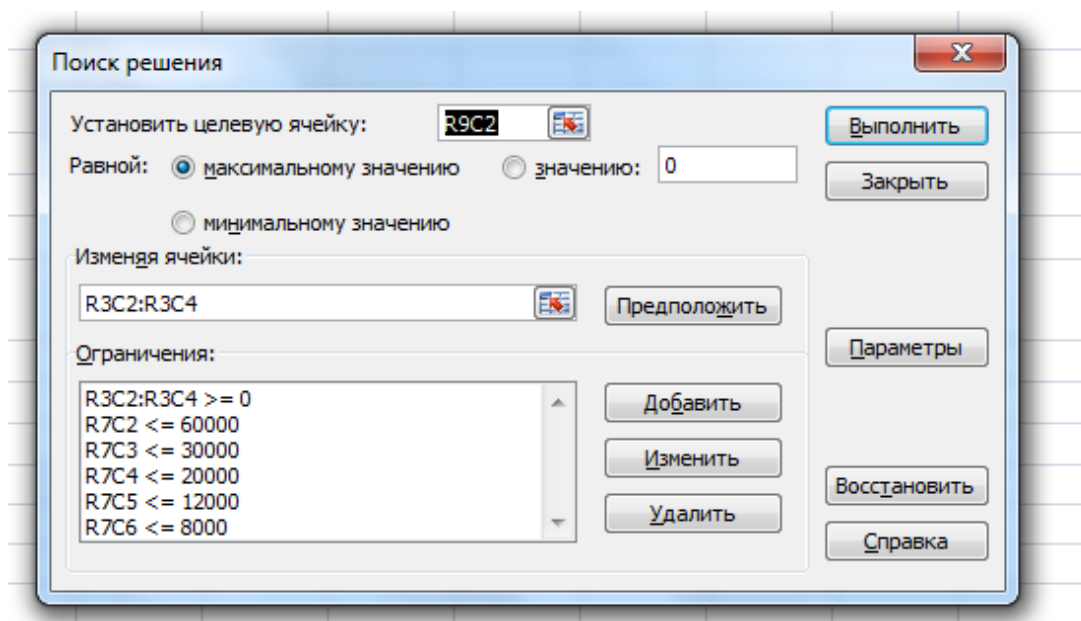 Поиск решения
Установить целевую ячейку: R9C2
Выполнить
Равной: максимальному значению значению: 0
Закрыть
минимальному значению
Изменяя ячейки:
R3C2:R3C4
Предположить
Ограничения:
Параметры
R3C2:R3C4 >= 0
R7C2 <= 60000
R7C3 <= 30000
R7C4 <= 20000
R7C5 <= 12000
R7C6 <= 8000
Добавить
Изменить
Удалить
Восстановить
Справка